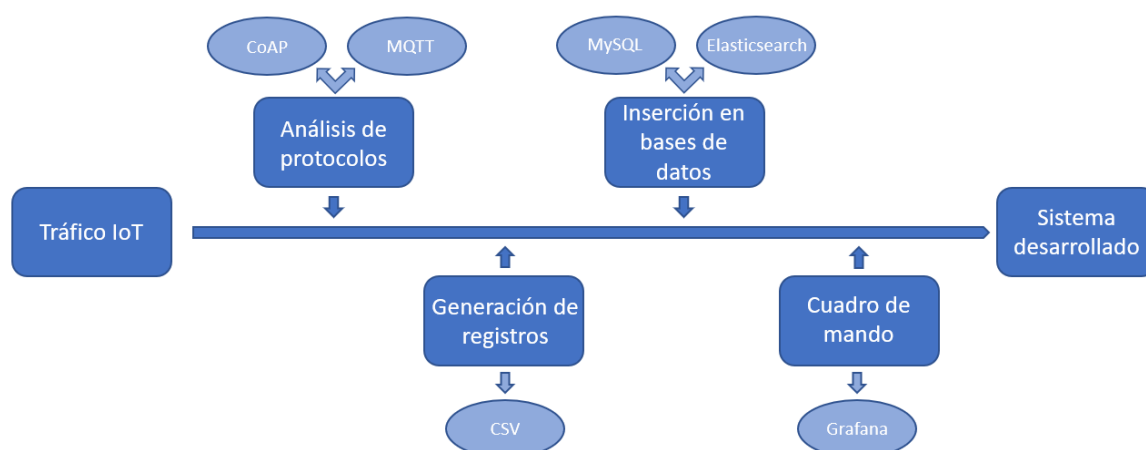 CoAP
MQTT
MySQL
Elasticsearch
Análisis de
protocolos
Inserción en
bases de
datos
Tráfico IoT
Sistema
desarrollado
Generación de
registros
Cuadro de
mando
CSV
Grafana